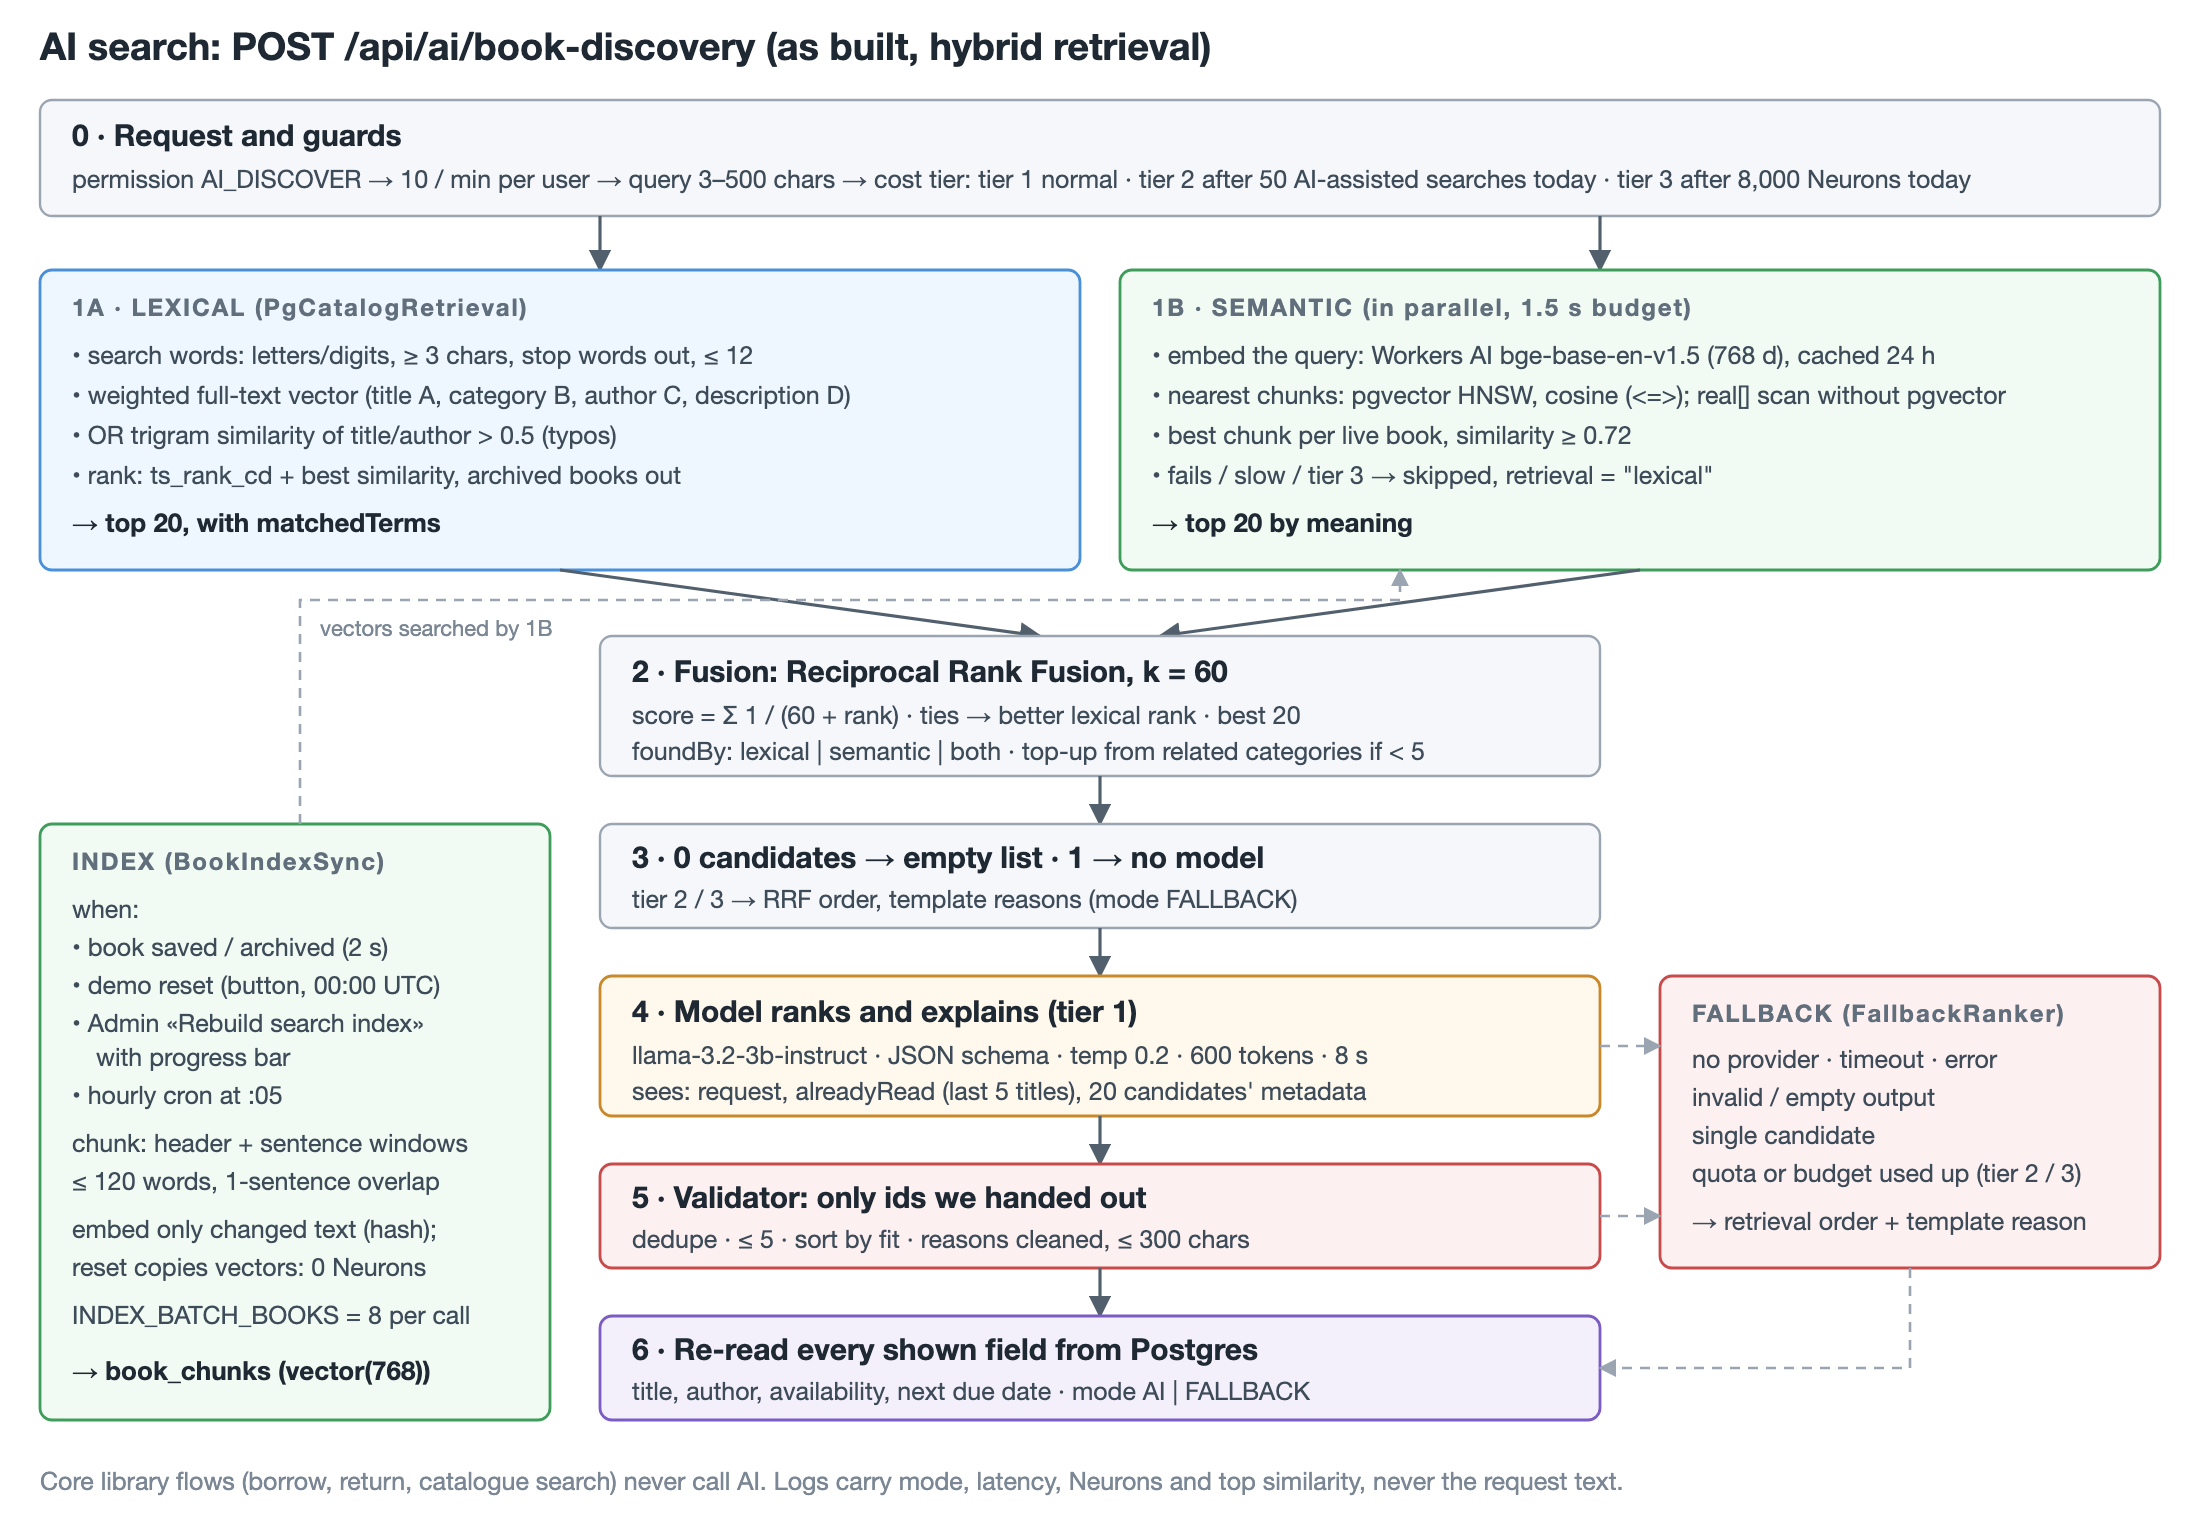 AI search: POST /api/ai/book-discovery (as built, hybrid retrieval)
0 · Request and guards
permission AI_DISCOVER → 10 / min per user → query 3–500 chars → cost tier: tier 1 normal · tier 2 after 50 AI-assisted searches today · tier 3 after 8,000 Neurons today
1A · LEXICAL (PgCatalogRetrieval)
• search words: letters/digits, ≥ 3 chars, stop words out, ≤ 12
• weighted full-text vector (title A, category B, author C, description D)
• OR trigram similarity of title/author > 0.5 (typos)
• rank: ts_rank_cd + best similarity, archived books out
→ top 20, with matchedTerms
1B · SEMANTIC (in parallel, 1.5 s budget)
• embed the query: Workers AI bge-base-en-v1.5 (768 d), cached 24 h
• nearest chunks: pgvector HNSW, cosine (<=>); real[] scan without pgvector
• best chunk per live book, similarity ≥ 0.72
• fails / slow / tier 3 → skipped, retrieval = "lexical"
→ top 20 by meaning
vectors searched by 1B
2 · Fusion: Reciprocal Rank Fusion, k = 60
score = Σ 1 / (60 + rank) · ties → better lexical rank · best 20
foundBy: lexical | semantic | both · top-up from related categories if < 5
INDEX (BookIndexSync)
when:
• book saved / archived (2 s)
• demo reset (button, 00:00 UTC)
• Admin «Rebuild search index»
with progress bar
• hourly cron at :05
chunk: header + sentence windows
≤ 120 words, 1-sentence overlap
embed only changed text (hash);
reset copies vectors: 0 Neurons
INDEX_BATCH_BOOKS = 8 per call
→ book_chunks (vector(768))
3 · 0 candidates → empty list · 1 → no model
tier 2 / 3 → RRF order, template reasons (mode FALLBACK)
4 · Model ranks and explains (tier 1)
llama-3.2-3b-instruct · JSON schema · temp 0.2 · 600 tokens · 8 s
sees: request, alreadyRead (last 5 titles), 20 candidates' metadata
FALLBACK (FallbackRanker)
no provider · timeout · error
invalid / empty output
single candidate
quota or budget used up (tier 2 / 3)
→ retrieval order + template reason
5 · Validator: only ids we handed out
dedupe · ≤ 5 · sort by fit · reasons cleaned, ≤ 300 chars
6 · Re-read every shown field from Postgres
title, author, availability, next due date · mode AI | FALLBACK
Core library flows (borrow, return, catalogue search) never call AI. Logs carry mode, latency, Neurons and top similarity, never the request text.